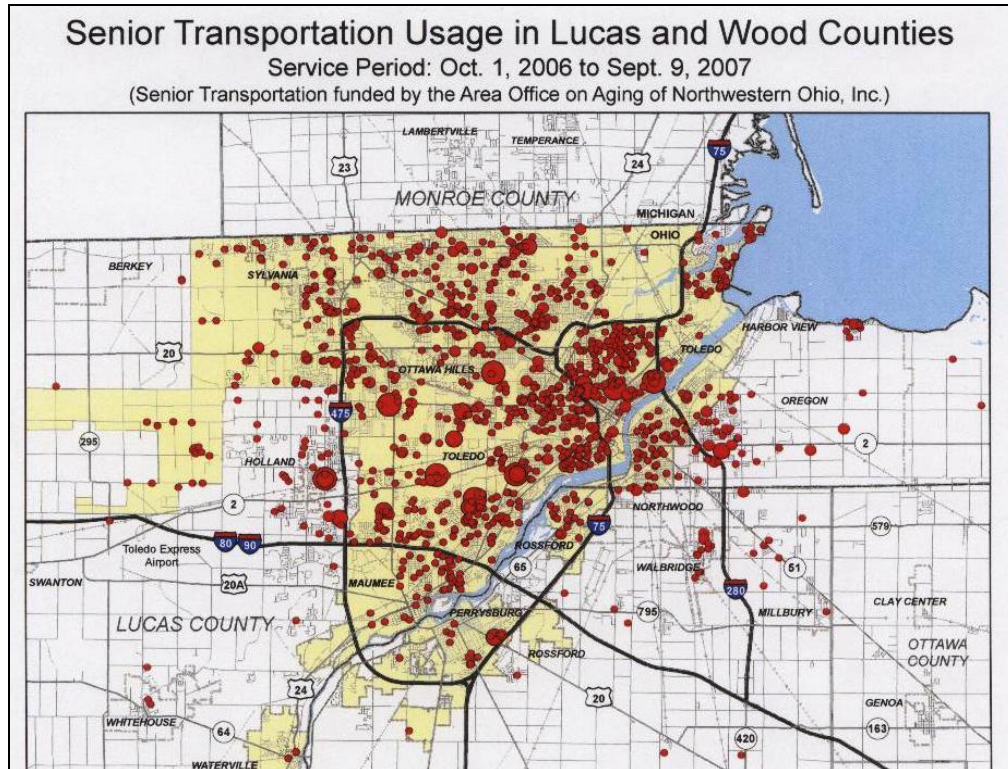 Senior Transportation Usage in Lucas and Wood Counties
Service Period: Oct. 1, 2006 to Sept. 9, 2007
(Senior Transportation funded by the Area Office on Aging of Northwestern Ohio, Inc.)
LAMBERTVILLE
TEMPERANCE
23
24
75
MONROE COUNTY
MICHIGAN
OHIO
BERKEY
SYLVANIA
HARBOR VIEW
20
TOLEDO
OTTAWA HILLS
475
OREGON
295
2
HOLLAND
TOLEDO
2
NORTHWOOD
75
579
80
90
Toledo Express
Airport
ROSSFORD
65
WALBRIDGE
51
SWANTON
20A
MAUMEE
280
PERRYSBURG
795
MILLBURY
CLAY CENTER
LUCAS COUNTY
ROSSFORD
OTTAWA
COUNTY
24
20
GENOA
WHITEHOUSE
64
420
163
WATERVILLE